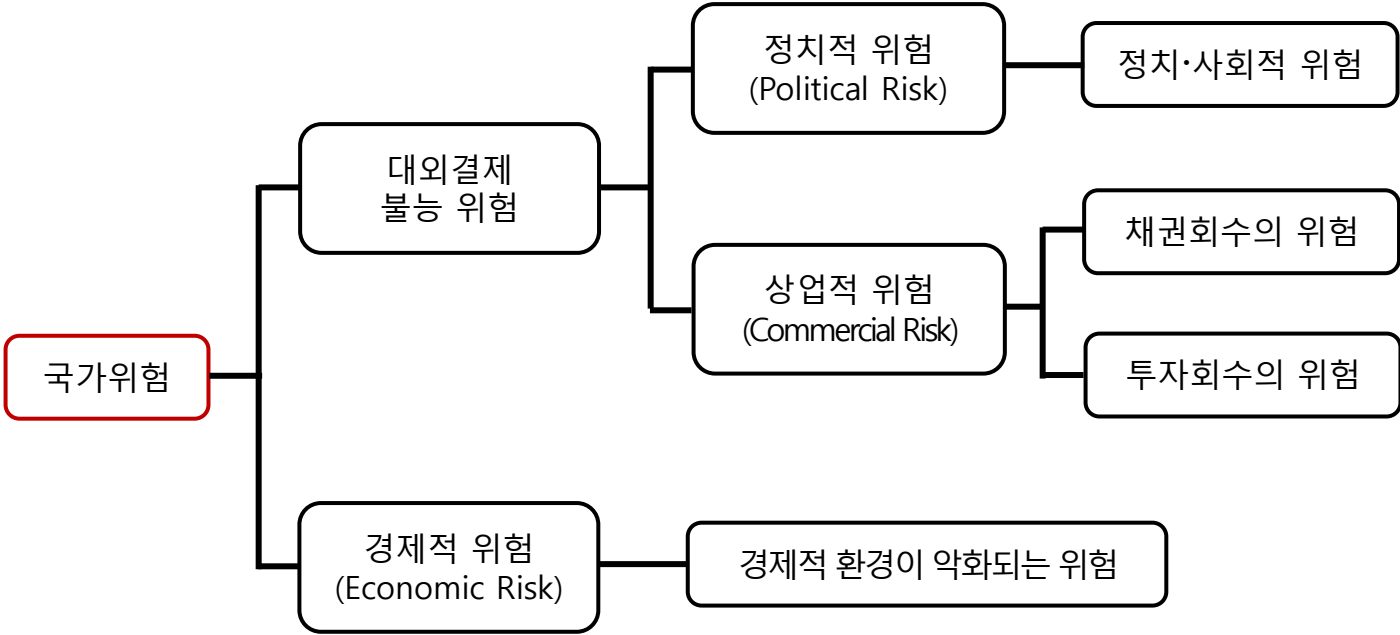 국가위험
대외결제
불능 위험
정치적 위험
(Political Risk)
정치·사회적 위험
상업적 위험
(Commercial Risk)
채권회수의 위험
투자회수의 위험
경제적 위험
(Economic Risk)
경제적 환경이 악화되는 위험